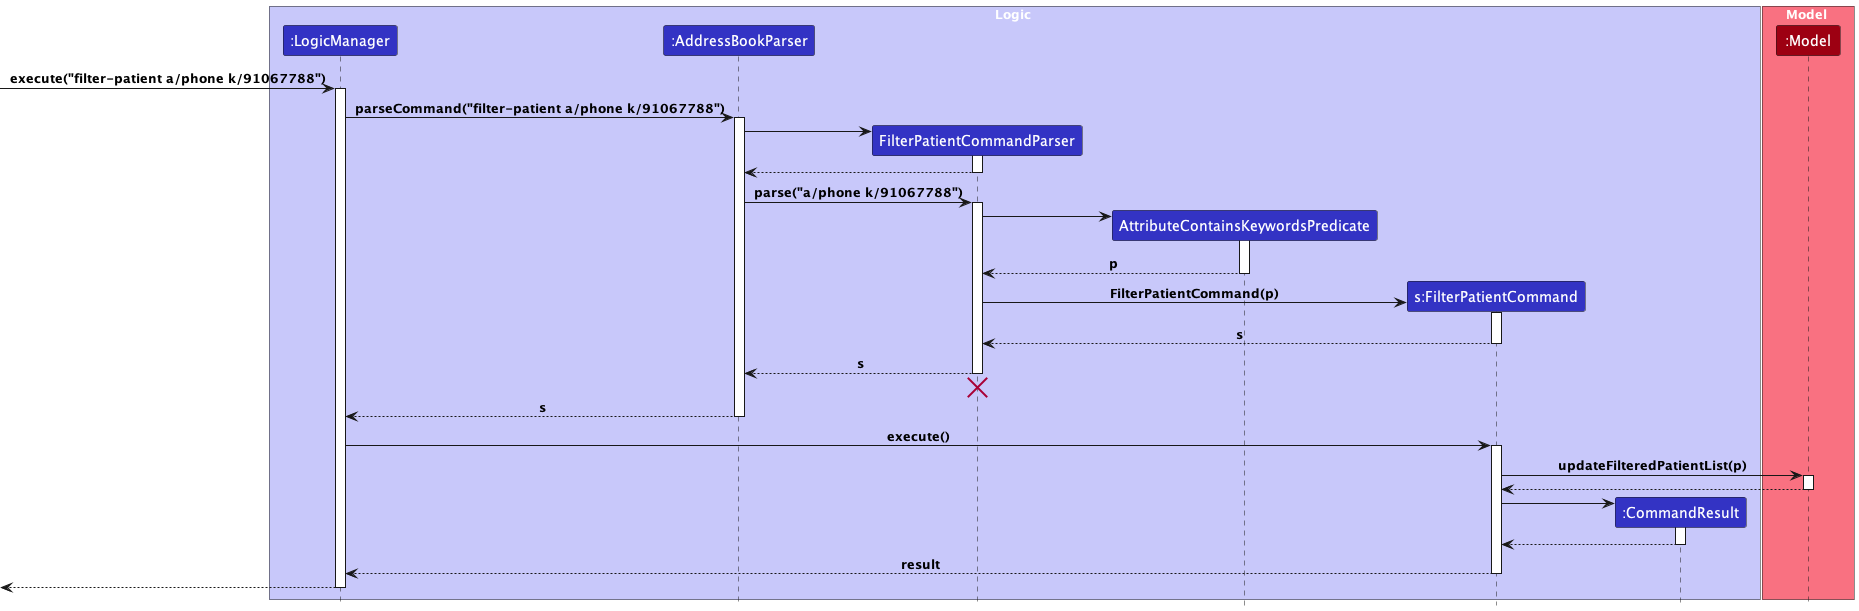 Logic
Model
:LogicManager
:AddressBookParser
:Model
execute("filter-patient a/phone k/91067788")
parseCommand("filter-patient a/phone k/91067788")
FilterPatientCommandParser
parse("a/phone k/91067788")
AttributeContainsKeywordsPredicate
p
FilterPatientCommand(p)
s:FilterPatientCommand
s
s
s
execute()
updateFilteredPatientList(p)
:CommandResult
result